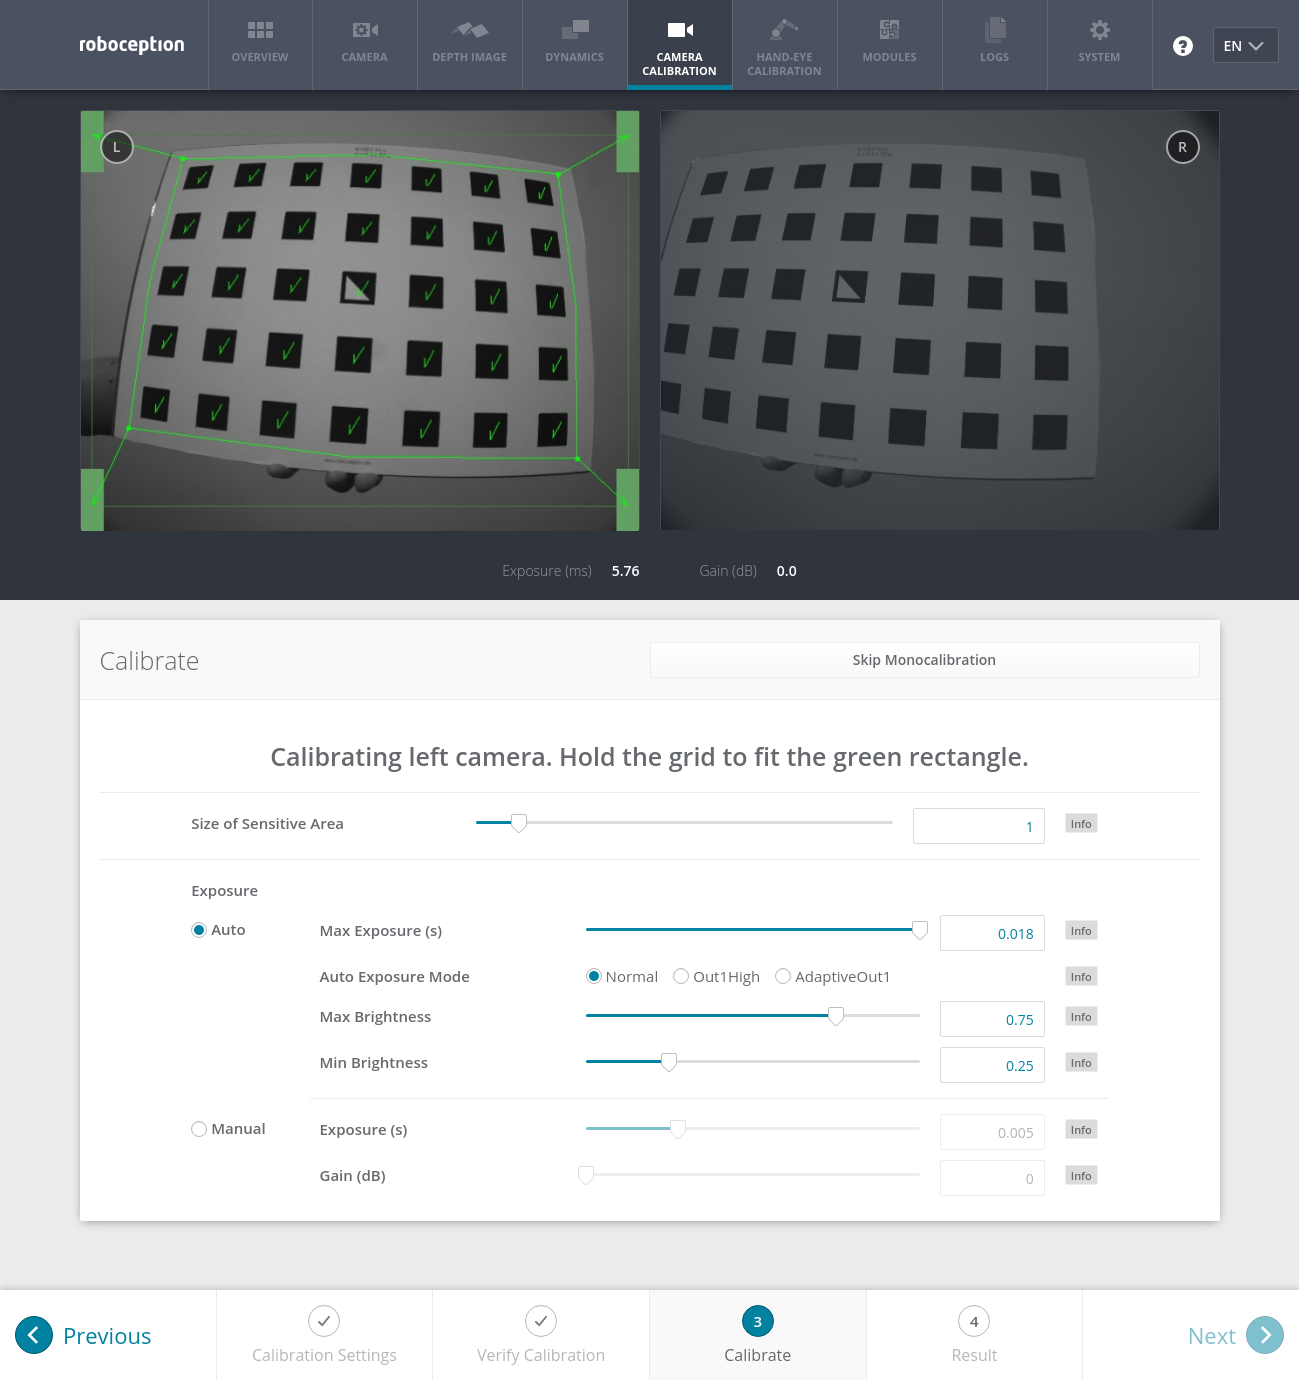 roboception
OVERVIEW
CAMERA
DEPTH IMAGE
DYNAMICS
CAMERA
CALIBRATION
HAND-EYE
CALIBRATION
MODULES
LOGS
SYSTEM
?
EN
L
R
Exposure (ms) 5.76 Gain (dB) 0.0
Calibrate
Skip Monocalibration
Calibrating left camera. Hold the grid to fit the green rectangle.
Size of Sensitive Area 1 Info
Exposure
Auto Max Exposure (s) 0.018 Info
Auto Exposure Mode Normal Out1High AdaptiveOut1 Info
Max Brightness 0.75 Info
Min Brightness 0.25 Info
Manual Exposure (s) 0.005 Info
Gain (dB) 0 Info
Previous
Calibration Settings
Verify Calibration
3
Calibrate
4
Result
Next